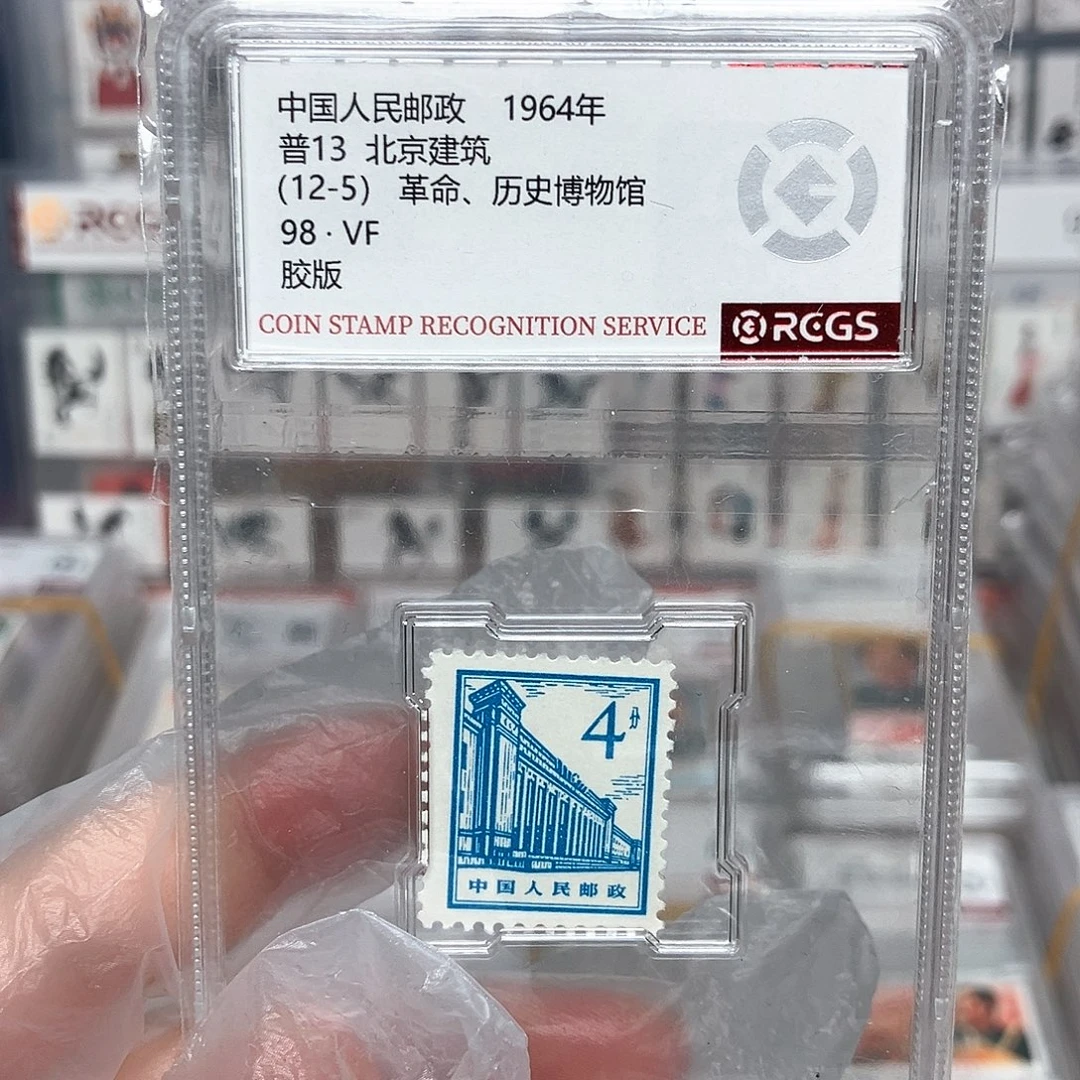 中国人民邮政 1964年
普13 北京建筑
(12-5) 革命、历史博物馆
98 · VF
胶版
COIN STAMP RECOGNITION SERVICE RCGS
4分
中国人民邮政